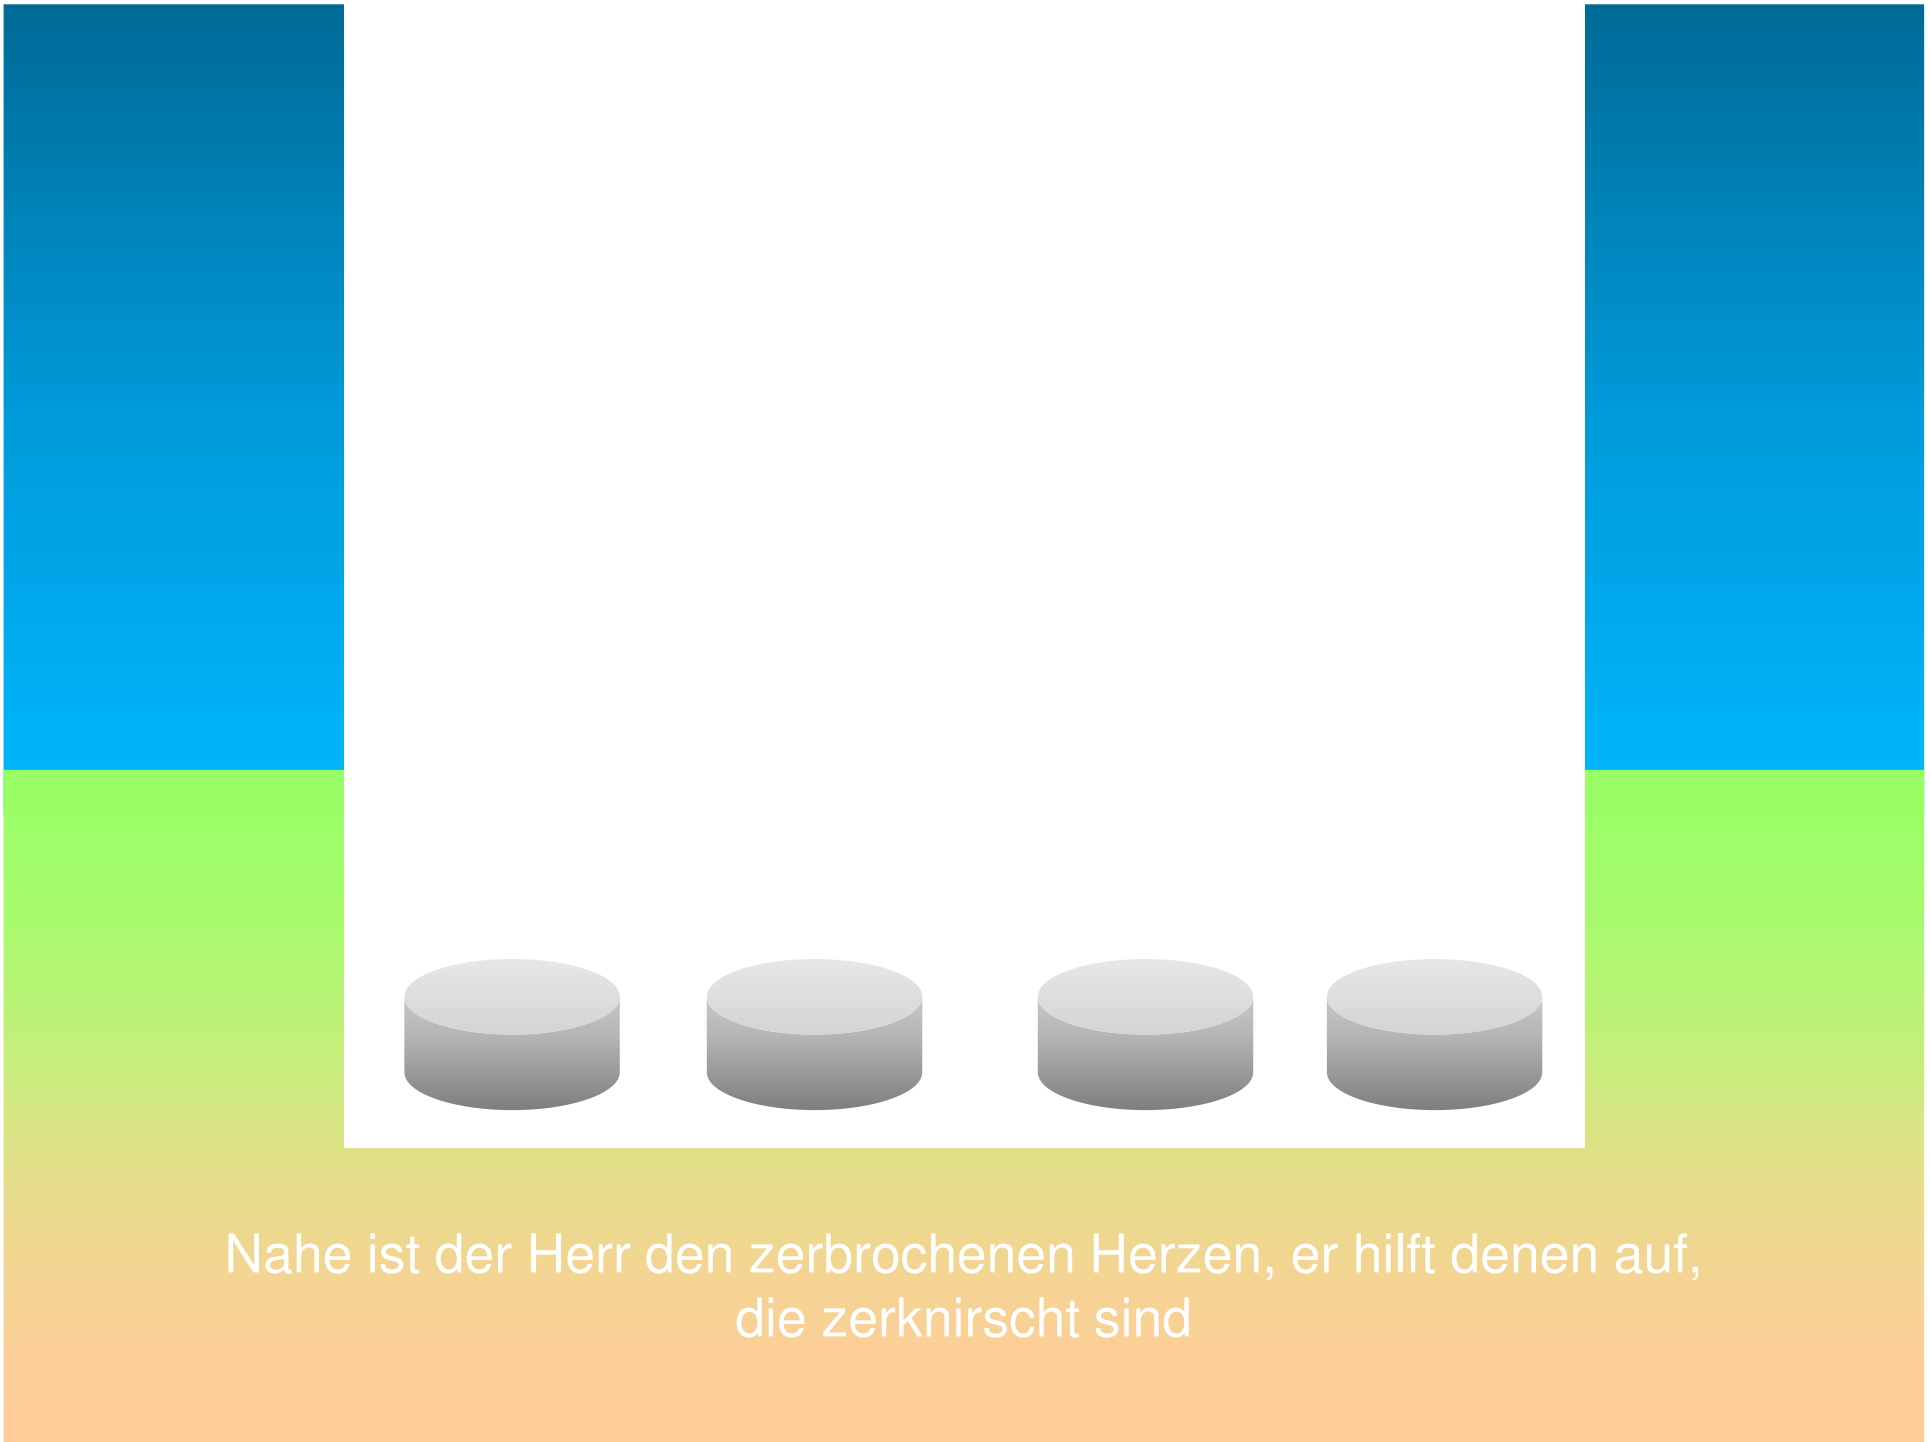 Nahe ist der Herr den zerbrochenen Herzen, er hilft denen auf,
die zerknirscht sind